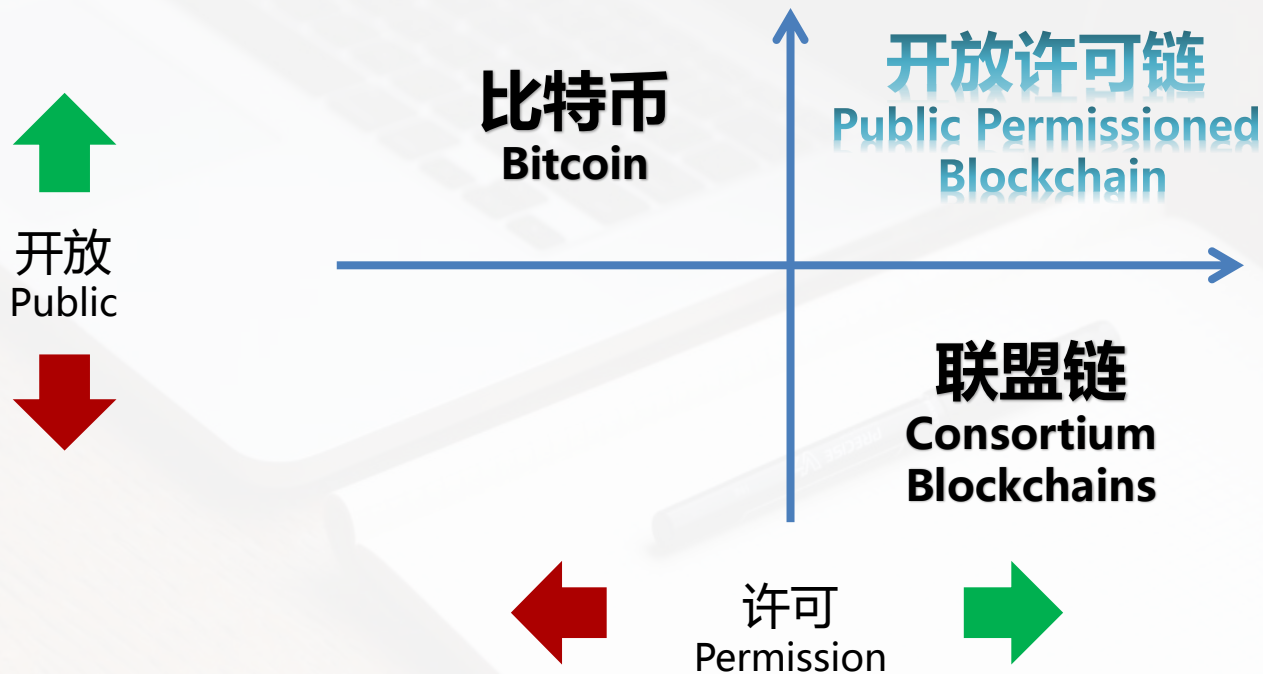 比特币
Bitcoin
开放许可链
Public Permissioned
Blockchain
开放
Public
联盟链
Consortium
Blockchains
许可
Permission